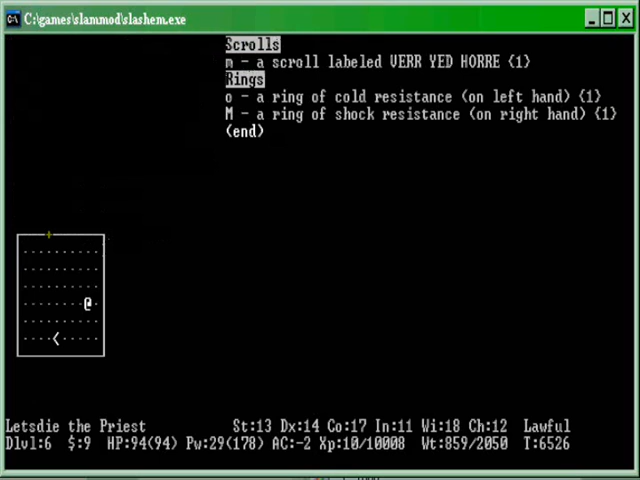 C:\games\slammod\slashem.exe
Scrolls
m - a scroll labeled VERR YED HORRE {1}
Rings
o - a ring of cold resistance (on left hand) {1}
M - a ring of shock resistance (on right hand) {1}
(end)
Letsdie the Priest St:13 Dx:14 Co:17 In:11 Wi:18 Ch:12 Lawful
Dlvl:6 $:9 HP:94(94) Pw:29(178) AC:-2 Xp:10/10008 Wt:859/2050 T:6526